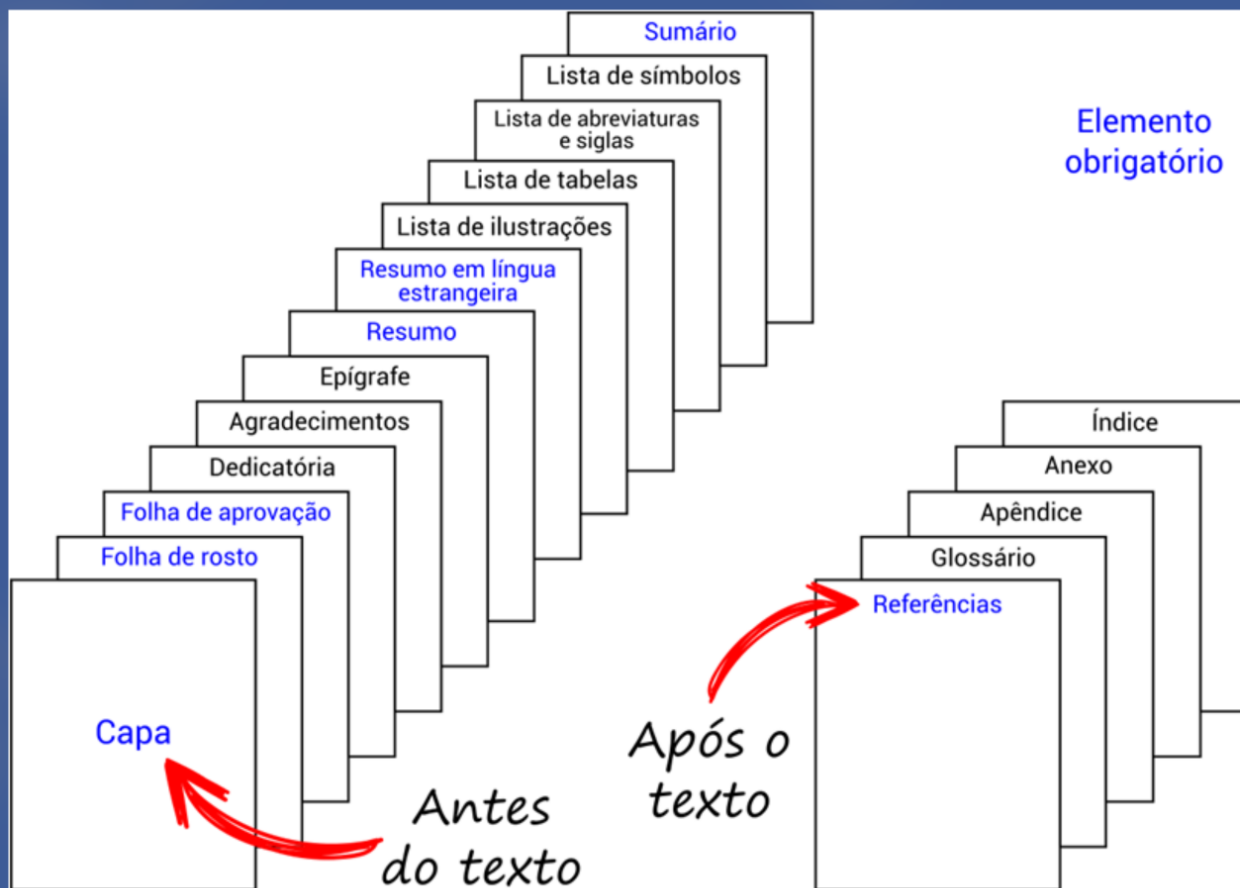 Sumário
Lista de símbolos
Lista de abreviaturas
e siglas
Lista de tabelas
Lista de ilustrações
Resumo em língua
estrangeira
Resumo
Epígrafe
Agradecimentos
Dedicatória
Folha de aprovação
Folha de rosto
Capa
Antes
do texto
Elemento
obrigatório
Índice
Anexo
Apêndice
Glossário
Referências
Após o
texto